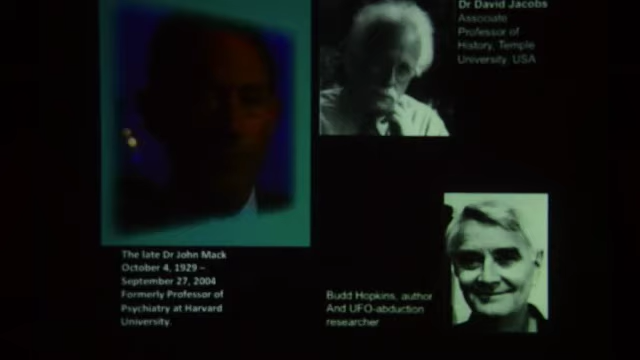 Dr David Jacobs
Associate
Professor of
History, Temple
University. USA
The late Dr John Mack
October 4, 1929 –
September 27, 2004
Formerly Professor of
Psychiatry at Harvard
University.
Budd Hopkins, author
And UFO-abduction
researcher